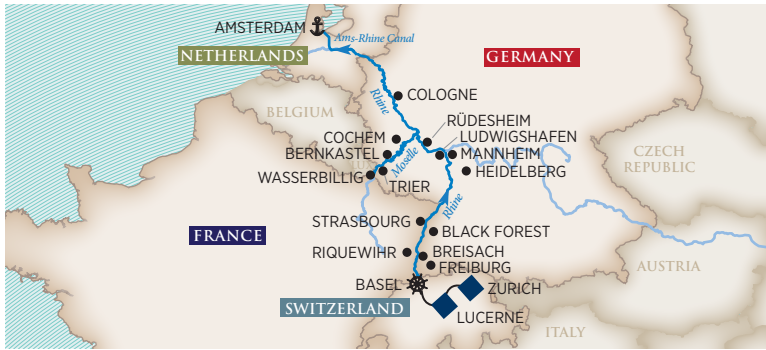 AMSTERDAM
Ams-Rhine Canal
NETHERLANDS
GERMANY
Rhine
COLOGNE
BELGIUM
RÜDESHEIM
COCHEM
LUDWIGSHAFEN
BERNKASTEL
MANNHEIM
CZECH
REPUBLIC
LUX
Moselle
WASSERBILLIG
TRIER
HEIDELBERG
Rhine
STRASBOURG
FRANCE
BLACK FOREST
RIQUEWIHR
BREISACH
FREIBURG
AUSTRIA
BASEL
ZURICH
SWITZERLAND
LUCERNE
ITALY